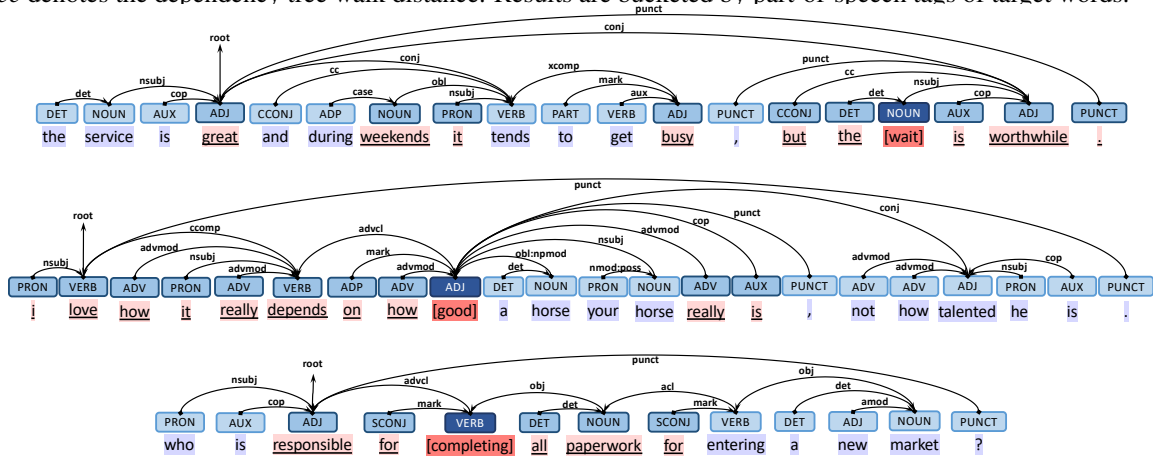 denotes the dependency tree walk distance. Results are bucketed by part-of-speech tags of target words.
punct
conj
root
conj
punct
cc xcomp cc
nsubj obl mark nsubj
det cop case nsubj aux det cop
DET NOUN AUX ADJ CCONJ ADP NOUN PRON VERB PART VERB ADJ PUNCT CCONJ DET NOUN AUX ADJ PUNCT
the service is great and during weekends it tends to get busy , but the [wait] is worthwhile .
punct
root
conj
ccomp advcl punct
advmod mark advmod cop
nsubj nsubj advmod obl:npmod nsubj advmod advmod cop
advmod det nmod:poss nsubj
PRON VERB ADV PRON ADV VERB ADP ADV ADJ DET NOUN PRON NOUN ADV AUX PUNCT ADV ADV ADJ PRON AUX PUNCT
i love how it really depends on how [good] a horse your horse really is , not how talented he is .
root
punct
nsubj advcl obj acl obj
cop mark det mark det
amod
PRON AUX ADJ SCONJ VERB DET NOUN SCONJ VERB DET ADJ NOUN PUNCT
who is responsible for [completing] all paperwork for entering a new market ?